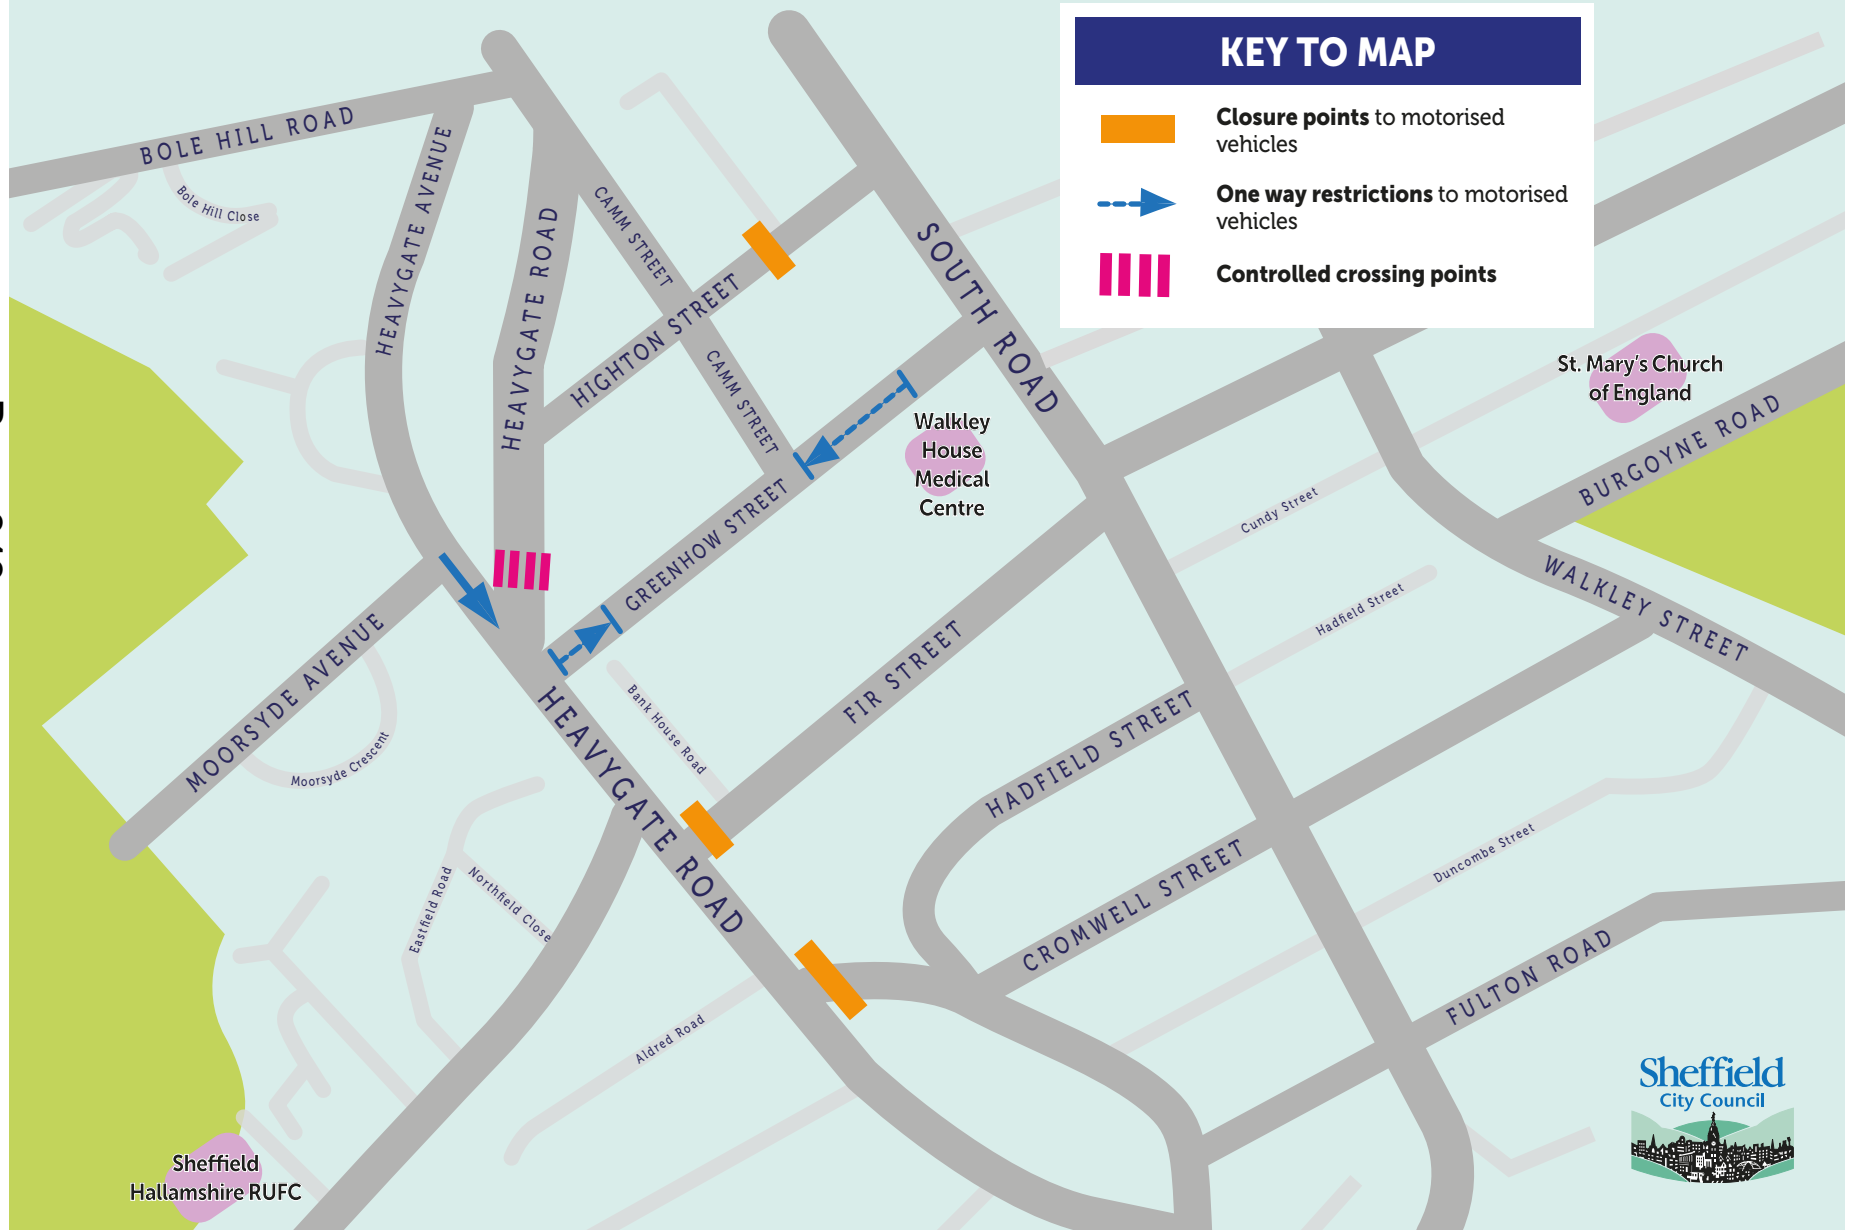 KEY TO MAP
Closure points to motorised
vehicles
One way restrictions to motorised
vehicles
Controlled crossing points
BOLE HILL ROAD
Bole Hill Close
HEAVYGATE AVENUE
HEAVYGATE ROAD
CAMM STREET
HIGHTON STREET
CAMM STREET
SOUTH ROAD
Walkley
House
Medical
Centre
St. Mary's Church
of England
BURGOYNE ROAD
Cundy Street
GREENHOW STREET
WALKLEY STREET
Hadfield Street
MOORSYDE AVENUE
Moorsyde Crescent
Bank House Road
FIR STREET
HEAVYGATE ROAD
HADFIELD STREET
CROMWELL STREET
Duncombe Street
Eastfield Road
Northfield Close
Aldred Road
FULTON ROAD
Sheffield
Hallamshire RUFC
Sheffield
City Council